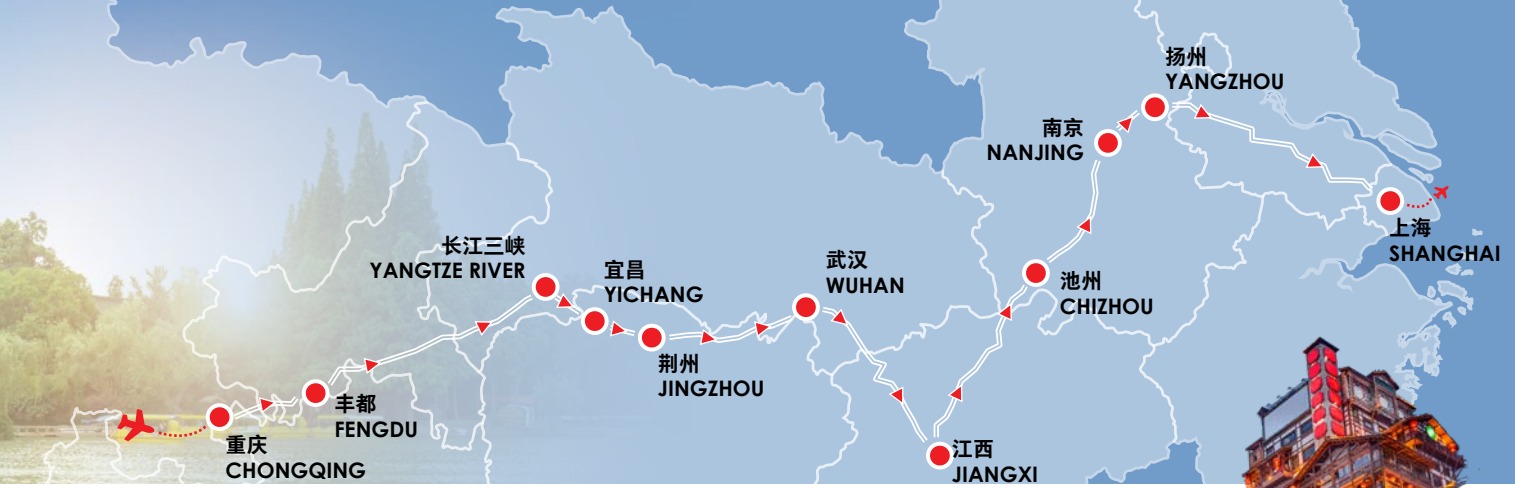 重庆
CHONGQING
丰都
FENGDU
长江三峡
YANGTZE RIVER
宜昌
YICHANG
荆州
JINGZHOU
武汉
WUHAN
江西
JIANGXI
池州
CHIZHOU
南京
NANJING
扬州
YANGZHOU
上海
SHANGHAI